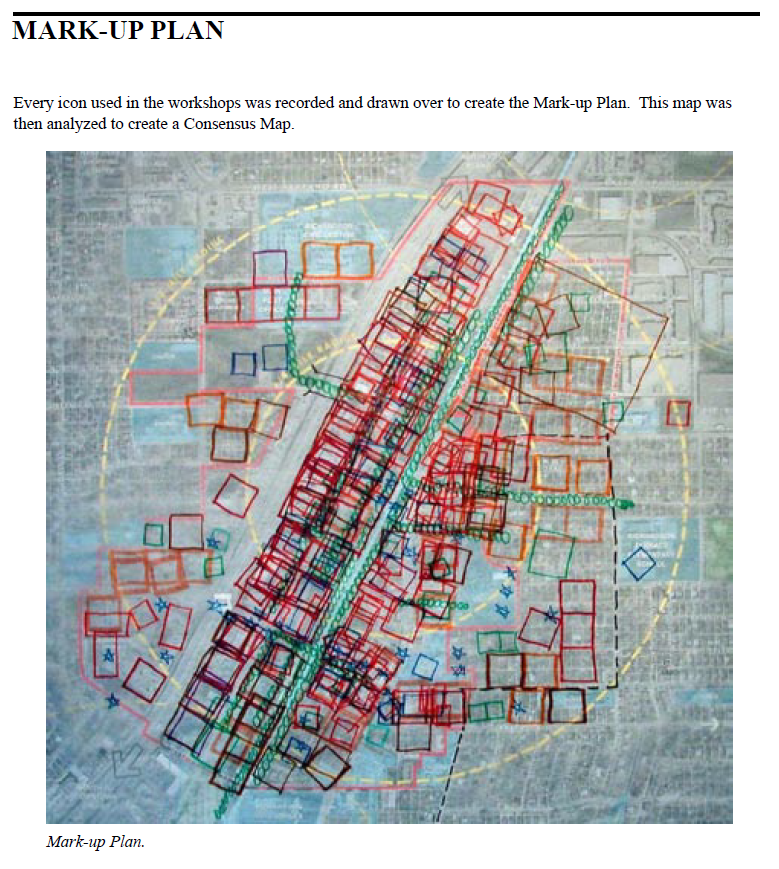 MARK-UP PLAN
Every icon used in the workshops was recorded and drawn over to create the Mark-up Plan.  This map was
then analyzed to create a Consensus Map.
Mark-up Plan.